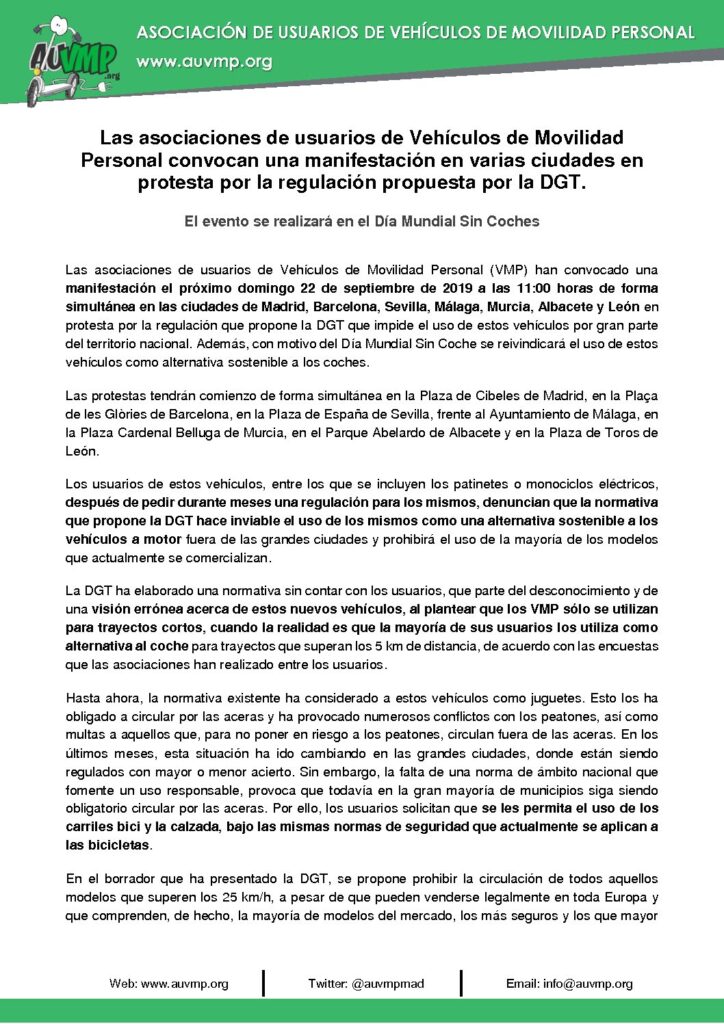 AUVMP
.org
ASOCIACIÓN DE USUARIOS DE VEHÍCULOS DE MOVILIDAD PERSONAL
www.auvmp.org
Las asociaciones de usuarios de Vehículos de Movilidad
Personal convocan una manifestación en varias ciudades en
protesta por la regulación propuesta por la DGT.
El evento se realizará en el Día Mundial Sin Coches
Las asociaciones de usuarios de Vehículos de Movilidad Personal (VMP) han convocado una
manifestación el próximo domingo 22 de septiembre de 2019 a las 11:00 horas de forma
simultánea en las ciudades de Madrid, Barcelona, Sevilla, Málaga, Murcia, Albacete y León en
protesta por la regulación que propone la DGT que impide el uso de estos vehículos por gran parte
del territorio nacional. Además, con motivo del Día Mundial Sin Coche se reivindicará el uso de estos
vehículos como alternativa sostenible a los coches.
Las protestas tendrán comienzo de forma simultánea en la Plaza de Cibeles de Madrid, en la Plaça
de les Glòries de Barcelona, en la Plaza de España de Sevilla, frente al Ayuntamiento de Málaga, en
la Plaza Cardenal Belluga de Murcia, en el Parque Abelardo de Albacete y en la Plaza de Toros de
León.
Los usuarios de estos vehículos, entre los que se incluyen los patinetes o monociclos eléctricos,
después de pedir durante meses una regulación para los mismos, denuncian que la normativa
que propone la DGT hace inviable el uso de los mismos como una alternativa sostenible a los
vehículos a motor fuera de las grandes ciudades y prohibirá el uso de la mayoría de los modelos
que actualmente se comercializan.
La DGT ha elaborado una normativa sin contar con los usuarios, que parte del desconocimiento y de
una visión errónea acerca de estos nuevos vehículos, al plantear que los VMP sólo se utilizan
para trayectos cortos, cuando la realidad es que la mayoría de sus usuarios los utiliza como
alternativa al coche para trayectos que superan los 5 km de distancia, de acuerdo con las encuestas
que las asociaciones han realizado entre los usuarios.
Hasta ahora, la normativa existente ha considerado a estos vehículos como juguetes. Esto los ha
obligado a circular por las aceras y ha provocado numerosos conflictos con los peatones, así como
multas a aquellos que, para no poner en riesgo a los peatones, circulan fuera de las aceras. En los
últimos meses, esta situación ha ido cambiando en las grandes ciudades, donde están siendo
regulados con mayor o menor acierto. Sin embargo, la falta de una norma de ámbito nacional que
fomente un uso responsable, provoca que todavía en la gran mayoría de municipios siga siendo
obligatorio circular por las aceras. Por ello, los usuarios solicitan que se les permita el uso de los
carriles bici y la calzada, bajo las mismas normas de seguridad que actualmente se aplican a
las bicicletas.
En el borrador que ha presentado la DGT, se propone prohibir la circulación de todos aquellos
modelos que superen los 25 km/h, a pesar de que pueden venderse legalmente en toda Europa y
que comprenden, de hecho, la mayoría de modelos del mercado, los más seguros y los que mayor
Web: www.auvmp.org
Twitter: @auvmpmad
Email: info@auvmp.org